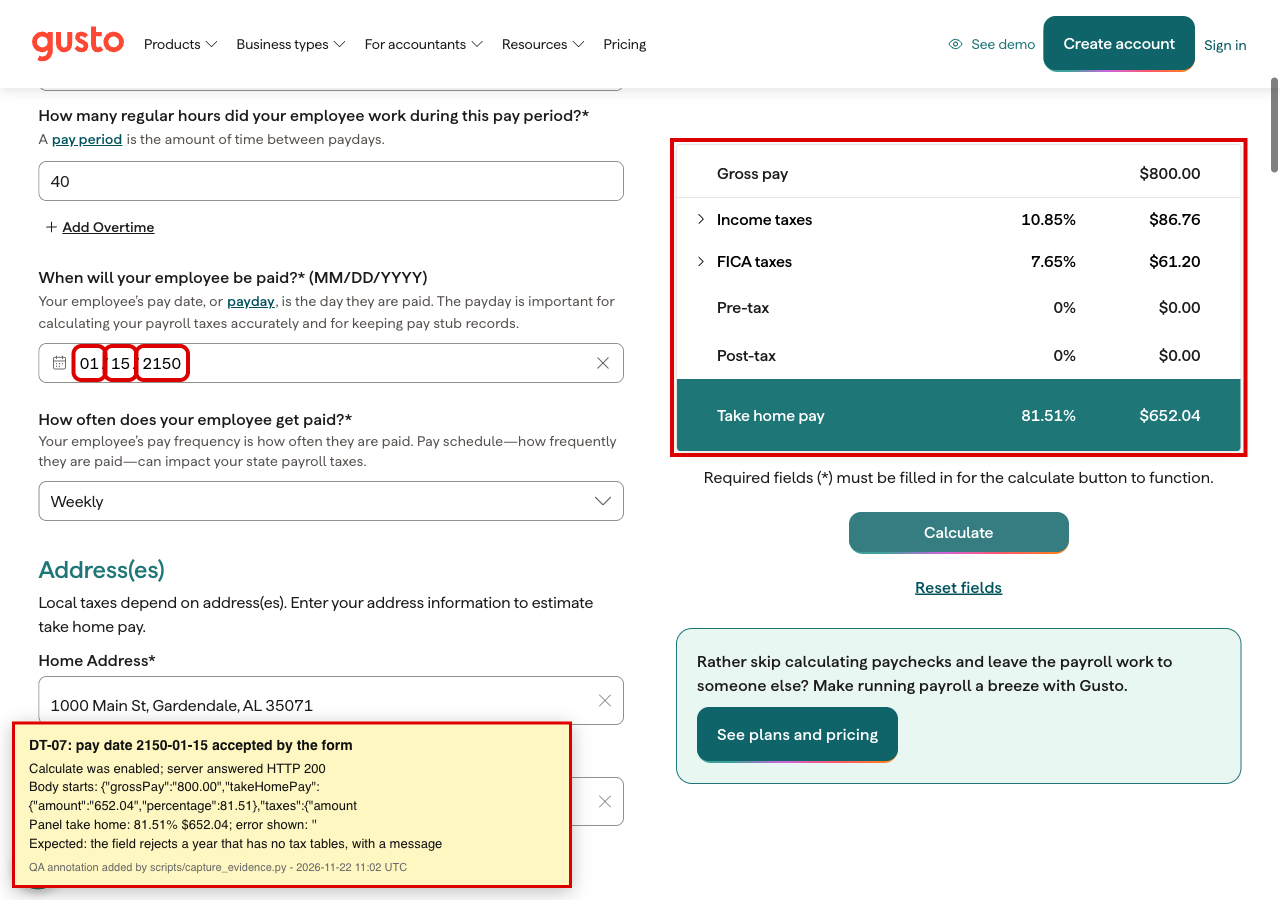 gusto
Products
Business types
For accountants
Resources
Pricing
See demo
Create account
Sign in
How many regular hours did your employee work during this pay period?*
A pay period is the amount of time between paydays.
40
Add Overtime
When will your employee be paid?* (MM/DD/YYYY)
Your employee's pay date, or payday, is the day they are paid. The payday is important for
calculating your payroll taxes accurately and for keeping pay stub records.
01/15/2150
How often does your employee get paid?*
Your employee's pay frequency is how often they are paid. Pay schedule—how frequently
they are paid—can impact your state payroll taxes.
Weekly
Address(es)
Local taxes depend on address(es). Enter your address information to estimate
take home pay.
Home Address*
1000 Main St, Gardendale, AL 35071
DT-07: pay date 2150-01-15 accepted by the form
Calculate was enabled; server answered HTTP 200
Body starts: {"grossPay":"800.00","takeHomePay":
{"amount":"652.04","percentage":81.51},"taxes":{"amount
Panel take home: 81.51% $652.04; error shown: ''
Expected: the field rejects a year that has no tax tables, with a message
QA annotation added by scripts/capture_evidence.py - 2026-11-22 11:02 UTC
Gross pay $800.00
Income taxes 10.85% $86.76
FICA taxes 7.65% $61.20
Pre-tax 0% $0.00
Post-tax 0% $0.00
Take home pay 81.51% $652.04
Required fields (*) must be filled in for the calculate button to function.
Calculate
Reset fields
Rather skip calculating paychecks and leave the payroll work to
someone else? Make running payroll a breeze with Gusto.
See plans and pricing